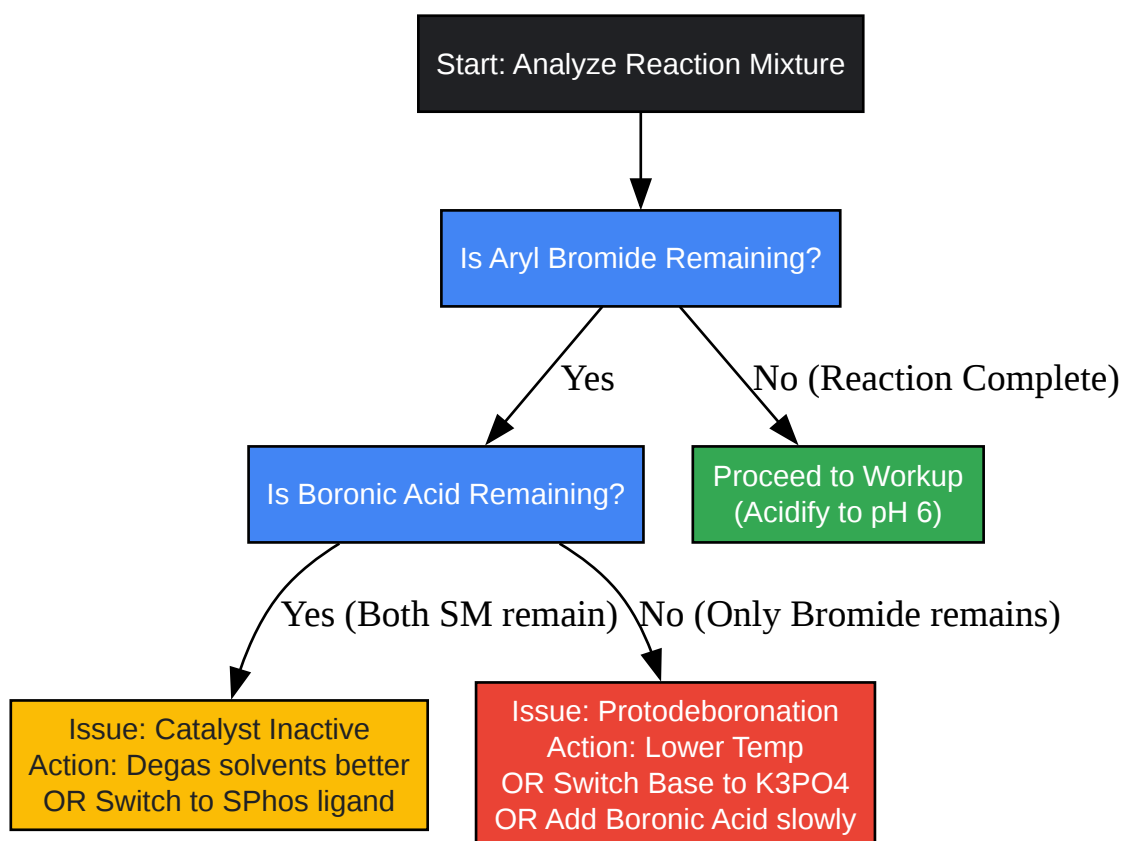 Start: Analyze Reaction Mixture
Is Aryl Bromide Remaining?
Yes
No (Reaction Complete)
Is Boronic Acid Remaining?
Proceed to Workup
(Acidify to pH 6)
Yes (Both SM remain)
No (Only Bromide remains)
Issue: Catalyst Inactive
Action: Degas solvents better
OR Switch to SPhos ligand
Issue: Protodeboronation
Action: Lower Temp
OR Switch Base to K3PO4
OR Add Boronic Acid slowly